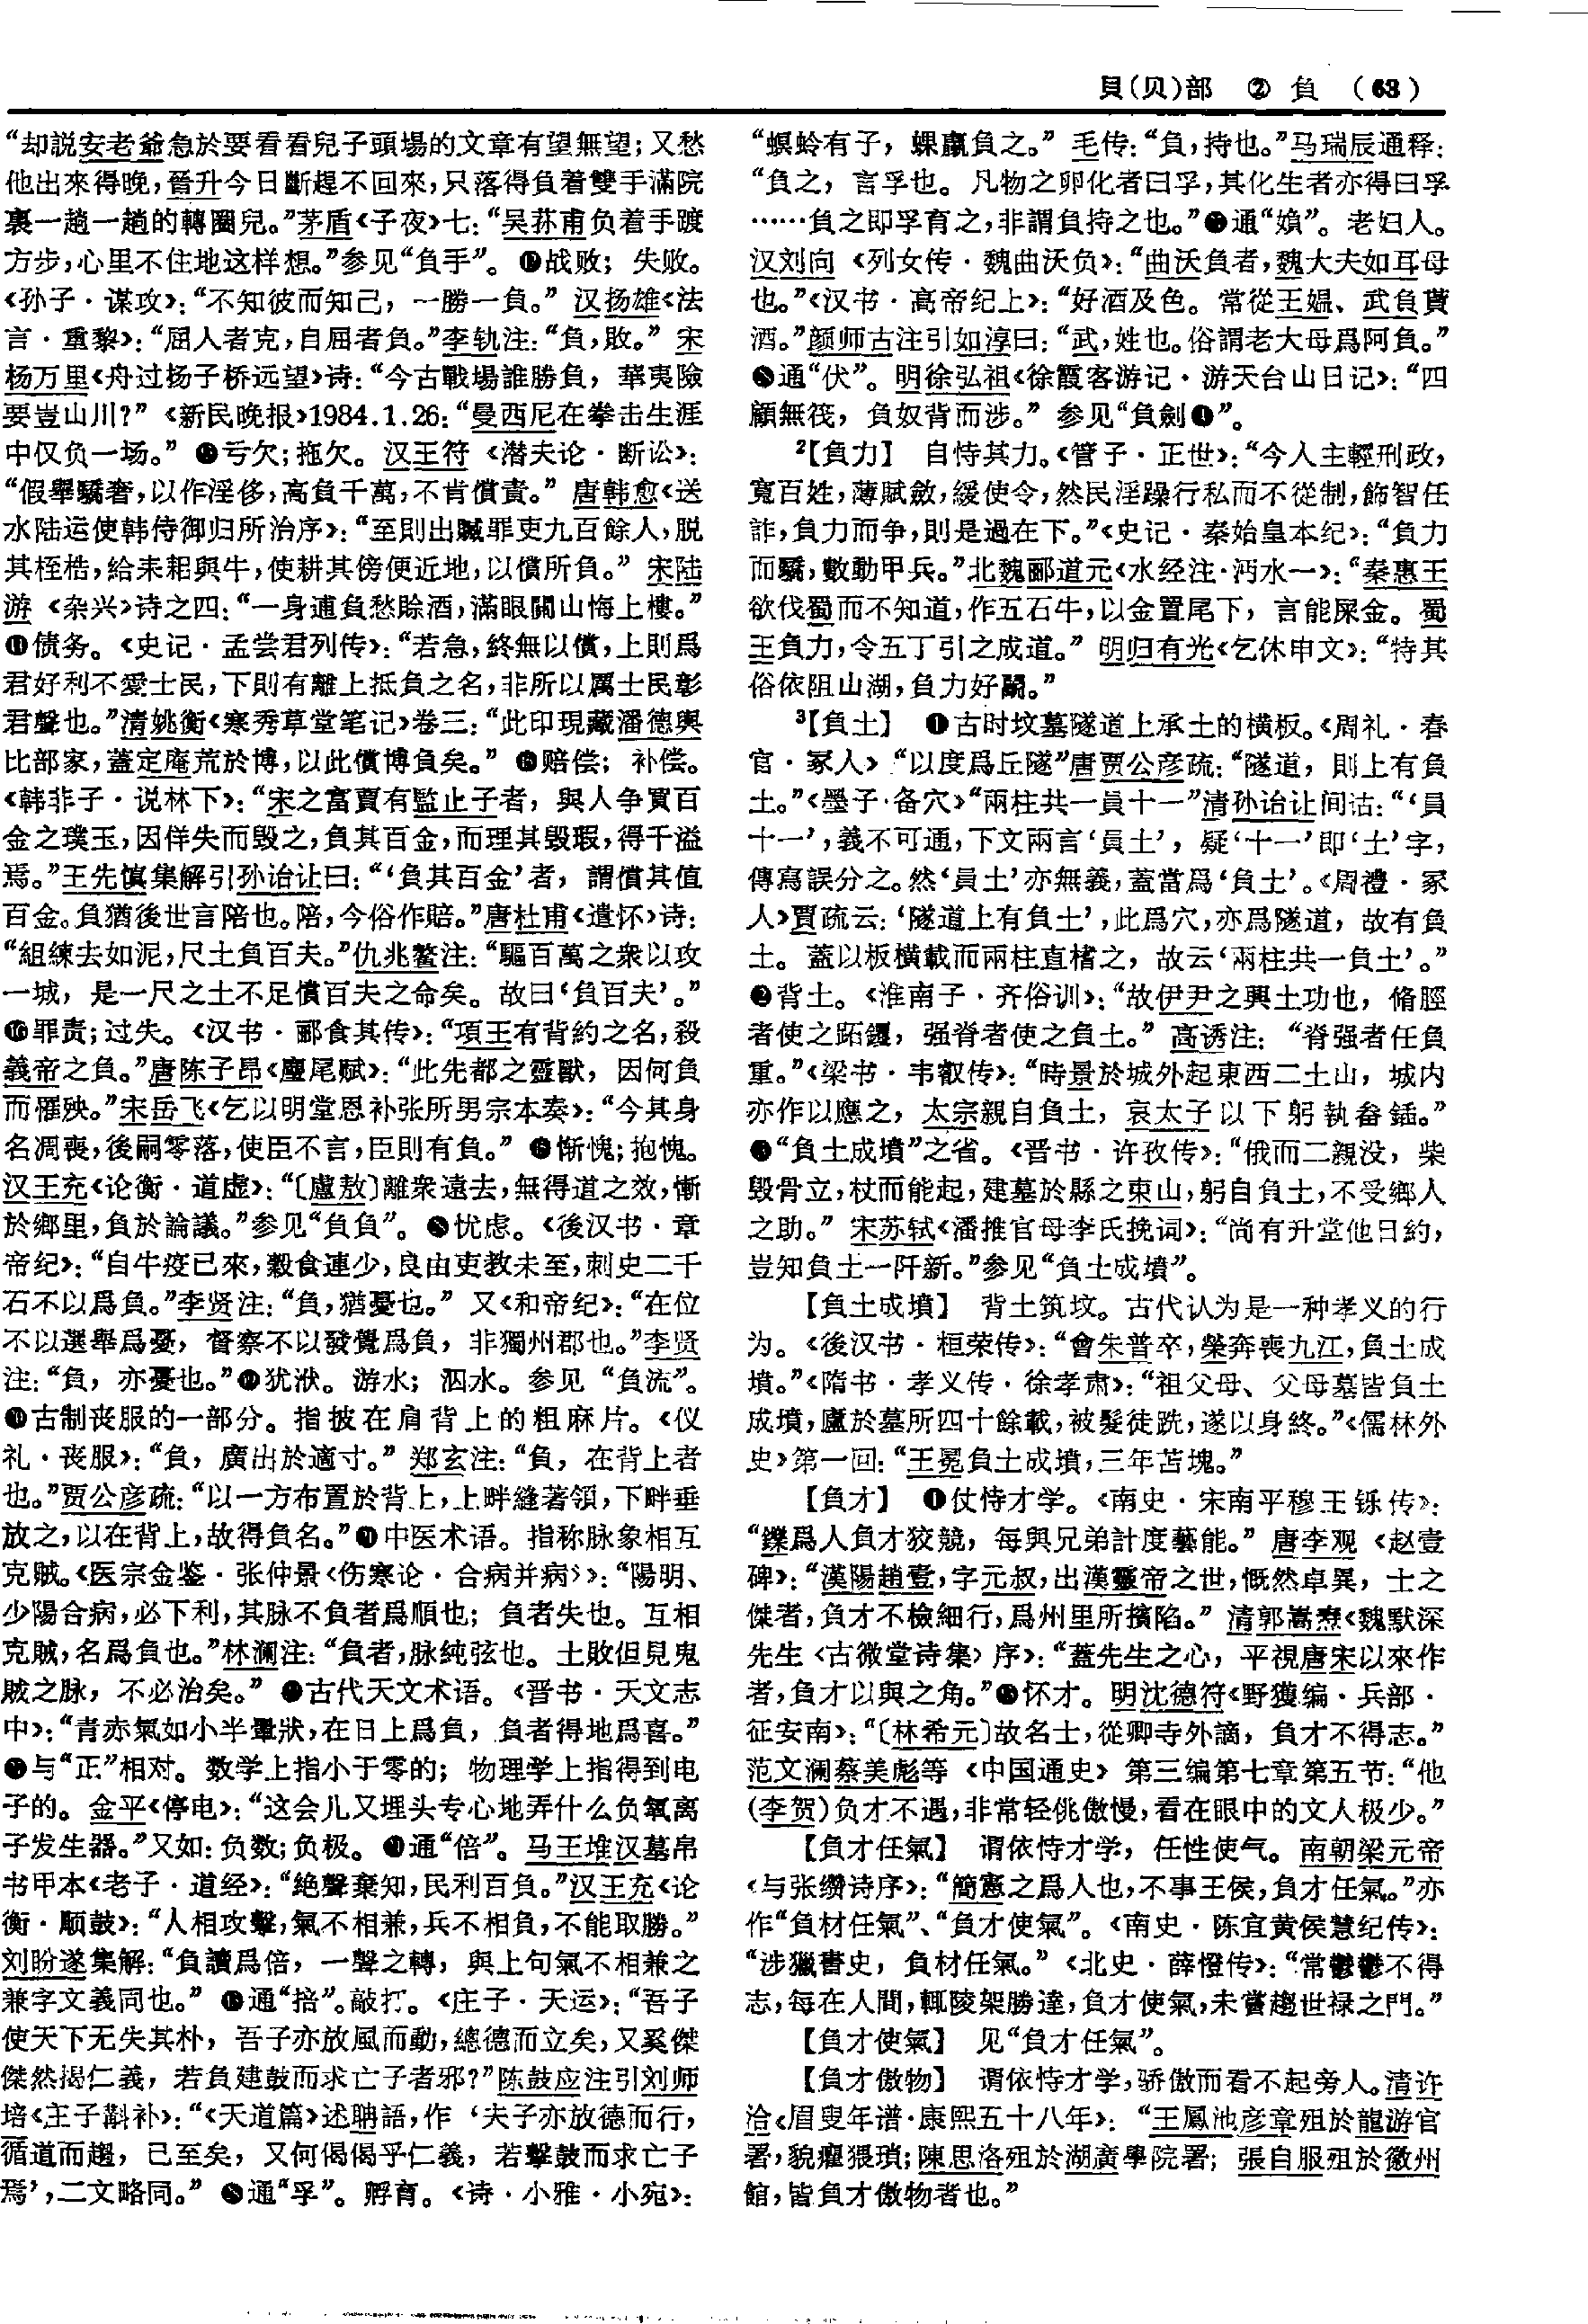 貝(贝)部　② 負　(63)
“却説安老爺急於要看看兒子頭場的文章有望無望；又愁
他出來得晚，晉升今日斷趕不回來，只落得負着雙手滿院
裏一趟一趟的轉圈兒。”茅盾《子夜》七：“吴荪甫负着手踱
方步，心里不住地这样想。”参见“負手”。⓬战败；失败。
《孙子·谋攻》：“不知彼而知己，一勝一負。”汉扬雄《法
言·重黎》：“屈人者克，自屈者負。”李轨注：“負，敗。”宋
杨万里《舟过扬子桥远望》诗：“今古戰場誰勝負，華夷險
要豈山川？”《新民晚报》1984.1.26：“曼西尼在拳击生涯
中仅负一场。”⓭亏欠；拖欠。汉王符《潜夫论·断讼》：
“假舉驕奢，以作淫侈，高負千萬，不肯償責。”唐韩愈《送
水陆运使韩侍御归所治序》：“至則出贓罪吏九百餘人，脱
其桎梏，給耒耜與牛，使耕其傍便近地，以償所負。”宋陆
游《杂兴》诗之四：“一身逋負愁賒酒，滿眼關山悔上樓。”
⓮债务。《史记·孟尝君列传》：“若急，終無以償，上則爲
君好利不愛士民，下則有離上抵負之名，非所以厲士民彰
君聲也。”清姚衡《寒秀草堂笔记》卷三：“此印現藏潘德輿
比部家，蓋定庵荒於博，以此償博負矣。”⓯赔偿；补偿。
《韩非子·说林下》：“宋之富賈有監止子者，與人争買百
金之璞玉，因佯失而毁之，負其百金，而理其毁瑕，得千溢
焉。”王先慎集解引孙诒让曰：“‘負其百金’者，謂償其值
百金。負猶後世言陪也。陪，今俗作賠。”唐杜甫《遣怀》诗：
“組練去如泥，尺土負百夫。”仇兆鳌注：“驅百萬之衆以攻
一城，是一尺之土不足償百夫之命矣。故曰‘負百夫’。”
⓰罪责；过失。《汉书·郦食其传》：“項王有背約之名，殺
義帝之負。”唐陈子昂《麈尾赋》：“此先都之靈獸，因何負
而罹殃。”宋岳飞《乞以明堂恩补张所男宗本奏》：“今其身
名凋喪，後嗣零落，使臣不言，臣則有負。”⓱惭愧；抱愧。
汉王充《论衡·道虚》：“〔盧敖〕離衆遠去，無得道之效，慚
於鄉里，負於論議。”参见“負負”。⓲忧虑。《後汉书·章
帝纪》：“自牛疫已來，穀食連少，良由吏教未至，刺史二千
石不以爲負。”李贤注：“負，猶憂也。”又《和帝纪》：“在位
不以選舉爲憂，督察不以發覺爲負，非獨州郡也。”李贤
注：“負，亦憂也。”⓳犹洑。游水；泅水。参见“負流”。
⓴古制丧服的一部分。指披在肩背上的粗麻片。《仪
礼·丧服》：“負，廣出於適寸。”郑玄注：“負，在背上者
也。”贾公彦疏：“以一方布置於背上，上畔縫著領，下畔垂
放之，以在背上，故得負名。”㉑中医术语。指称脉象相互
克贼。《医宗金鉴·张仲景〈伤寒论·合病并病〉》：“陽明、
少陽合病，必下利，其脉不負者爲順也；負者失也。互相
克賊，名爲負也。”林澜注：“負者，脉純弦也。土敗但見鬼
賊之脉，不必治矣。”㉒古代天文术语。《晋书·天文志
中》：“青赤氣如小半暈狀，在日上爲負，負者得地爲喜。”
㉓与“正”相对。数学上指小于零的；物理学上指得到电
子的。金平《停电》：“这会儿又埋头专心地弄什么负氧离
子发生器。”又如：负数；负极。㉔通“倍”。马王堆汉墓帛
书甲本《老子·道经》：“絶聲棄知，民利百負。”汉王充《论
衡·顺鼓》：“人相攻擊，氣不相兼，兵不相負，不能取勝。”
刘盼遂集解：“負讀爲倍，一聲之轉，與上句氣不相兼之
兼字文義同也。”㉕通“掊”。敲打。《庄子·天运》：“吾子
使天下无失其朴，吾子亦放風而動，總德而立矣，又奚傑
傑然揭仁義，若負建鼓而求亡子者邪？”陈鼓应注引刘师
培《庄子斠补》：“《天道篇》述聃語，作‘夫子亦放德而行，
循道而趨，已至矣，又何偈偈乎仁義，若擊鼓而求亡子
焉’，二文略同。”㉖通“孚”。孵育。《诗·小雅·小宛》：
“螟蛉有子，蜾蠃負之。”毛传：“負，持也。”马瑞辰通释：
“負之，言孚也。凡物之卵化者曰孚，其化生者亦得曰孚
……負之即孚育之，非謂負持之也。”㉗通“媍”。老妇人。
汉刘向《列女传·魏曲沃负》：“曲沃負者，魏大夫如耳母
也。”《汉书·高帝纪上》：“好酒及色。常從王媪、武負貰
酒。”颜师古注引如淳曰：“武，姓也。俗謂老大母爲阿負。”
㉘通“伏”。明徐弘祖《徐霞客游记·游天台山日记》：“四
顧無筏，負奴背而涉。”参见“負劍❶”。
²【負力】　自恃其力。《管子·正世》：“今人主輕刑政，
寬百姓，薄賦斂，緩使令，然民淫躁行私而不從制，飾智任
詐，負力而争，則是過在下。”《史记·秦始皇本纪》：“負力
而驕，數動甲兵。”北魏郦道元《水经注·沔水一》：“秦惠王
欲伐蜀而不知道，作五石牛，以金置尾下，言能屎金。蜀
王負力，令五丁引之成道。”明归有光《乞休申文》：“特其
俗依阻山湖，負力好鬭。”
³【負土】　❶古时坟墓隧道上承土的横板。《周礼·春
官·冢人》“以度爲丘隧”唐贾公彦疏：“隧道，則上有負
土。”《墨子·备穴》“兩柱共一員十一”清孙诒让间诂：“‘員
十一’，義不可通，下文兩言‘員土’，疑‘十一’即‘土’字，
傳寫誤分之。然‘員土’亦無義，蓋當爲‘負土’。《周禮·冢
人》賈疏云：‘隧道上有負土’，此爲穴，亦爲隧道，故有負
土。蓋以板横載而兩柱直榰之，故云‘兩柱共一負土’。”
❷背土。《淮南子·齐俗训》：“故伊尹之興土功也，脩脛
者使之跖钁，强脊者使之負土。”高诱注：“脊强者任負
重。”《梁书·韦叡传》：“時景於城外起東西二土山，城内
亦作以應之，太宗親自負土，哀太子以下躬執畚鍤。”
❸“負土成墳”之省。《晋书·许孜传》：“俄而二親没，柴
毁骨立，杖而能起，建墓於縣之東山，躬自負土，不受鄉人
之助。”宋苏轼《潘推官母李氏挽词》：“尚有升堂他日約，
豈知負土一阡新。”参见“負土成墳”。
【負土成墳】　背土筑坟。古代认为是一种孝义的行
为。《後汉书·桓荣传》：“會朱普卒，榮奔喪九江，負土成
墳。”《隋书·孝义传·徐孝肃》：“祖父母、父母墓皆負土
成墳，廬於墓所四十餘載，被髮徒跣，遂以身終。”《儒林外
史》第一回：“王冕負土成墳，三年苫塊。”
【負才】　❶仗恃才学。《南史·宋南平穆王铄传》：
“鑠爲人負才狡競，每與兄弟計度藝能。”唐李观《赵壹
碑》：“漢陽趙壹，字元叔，出漢靈帝之世，慨然卓異，士之
傑者，負才不檢細行，爲州里所擯陷。”清郭嵩焘《魏默深
先生〈古微堂诗集〉序》：“蓋先生之心，平視唐宋以來作
者，負才以與之角。”❷怀才。明沈德符《野獲编·兵部·
征安南》：“〔林希元〕故名士，從卿寺外謫，負才不得志。”
范文澜蔡美彪等《中国通史》第三编第七章第五节：“他
(李贺)负才不遇，非常轻佻傲慢，看在眼中的文人极少。”
【負才任氣】　谓依恃才学，任性使气。南朝梁元帝
《与张缵诗序》：“簡憲之爲人也，不事王侯，負才任氣。”亦
作“負材任氣”、“負才使氣”。《南史·陈宜黄侯慧纪传》：
“涉獵書史，負材任氣。”《北史·薛憕传》：“常鬱鬱不得
志，每在人間，輒陵架勝達，負才使氣，未嘗趨世禄之門。”
【負才使氣】　见“負才任氣”。
【負才傲物】　谓依恃才学，骄傲而看不起旁人。清许
洽《眉叟年谱·康熙五十八年》：“王鳳池彦章殂於龍游官
署，貌癯猥瑣；陳思洛殂於湖廣學院署；張自服殂於徽州
館，皆負才傲物者也。”